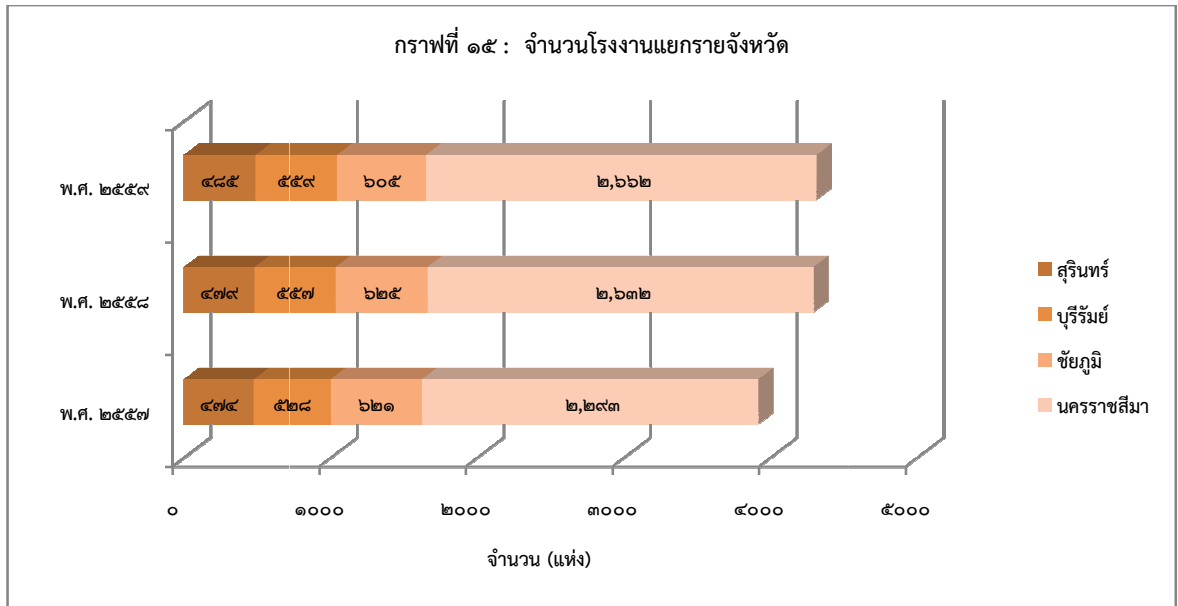 กราฟที่ ๑๕ : จำนวนโรงงานแยกรายจังหวัด
พ.ศ. ๒๕๕๙
๔๘๕ ๕๕๙ ๖๐๕ ๒,๖๖๒
พ.ศ. ๒๕๕๘
๔๗๙ ๕๕๗ ๖๒๕ ๒,๖๓๒
พ.ศ. ๒๕๕๗
๔๗๔ ๕๒๘ ๖๒๑ ๒,๒๙๓
สุรินทร์
บุรีรัมย์
ชัยภูมิ
นครราชสีมา
๐ ๑๐๐๐ ๒๐๐๐ ๓๐๐๐ ๔๐๐๐ ๕๐๐๐
จำนวน (แห่ง)